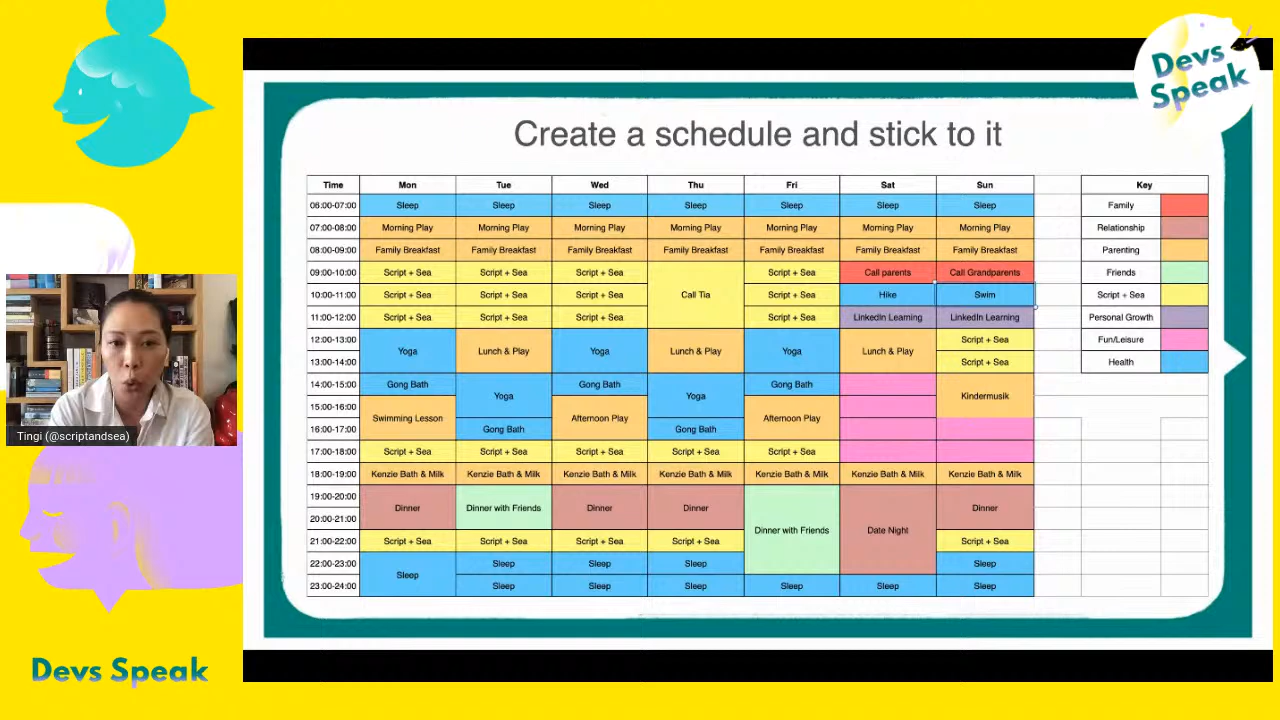 Devs
Speak
Create a schedule and stick to it
Time Mon Tue Wed Thu Fri Sat Sun Key
06:00-07:00 Sleep Sleep Sleep Sleep Sleep Sleep Sleep Family
07:00-08:00 Morning Play Morning Play Morning Play Morning Play Morning Play Morning Play Morning Play Relationship
08:00-09:00 Family Breakfast Family Breakfast Family Breakfast Family Breakfast Family Breakfast Family Breakfast Family Breakfast Parenting
09:00-10:00 Script + Sea Script + Sea Script + Sea Script + Sea Call parents Call Grandparents Friends
10:00-11:00 Script + Sea Script + Sea Script + Sea Call Tia Script + Sea Hike Swim Script + Sea
11:00-12:00 Script + Sea Script + Sea Script + Sea Script + Sea LinkedIn Learning LinkedIn Learning Personal Growth
12:00-13:00 Script + Sea Fun/Leisure
Yoga Lunch & Play Yoga Lunch & Play Yoga Lunch & Play
13:00-14:00 Script + Sea Health
14:00-15:00 Gong Bath Gong Bath Gong Bath
Yoga Yoga Kindermusik
15:00-16:00
Swimming Lesson Afternoon Play Afternoon Play
16:00-17:00 Gong Bath Gong Bath
17:00-18:00 Script + Sea Script + Sea Script + Sea Script + Sea Script + Sea
18:00-19:00 Kenzie Bath & Milk Kenzie Bath & Milk Kenzie Bath & Milk Kenzie Bath & Milk Kenzie Bath & Milk Kenzie Bath & Milk Kenzie Bath & Milk
19:00-20:00
Dinner Dinner with Friends Dinner Dinner Dinner
20:00-21:00
Dinner with Friends Date Night
21:00-22:00 Script + Sea Script + Sea Script + Sea Script + Sea Script + Sea
22:00-23:00 Sleep Sleep Sleep Sleep
Sleep
23:00-24:00 Sleep Sleep Sleep Sleep Sleep Sleep
Tingi (@scriptandsea)
Devs Speak